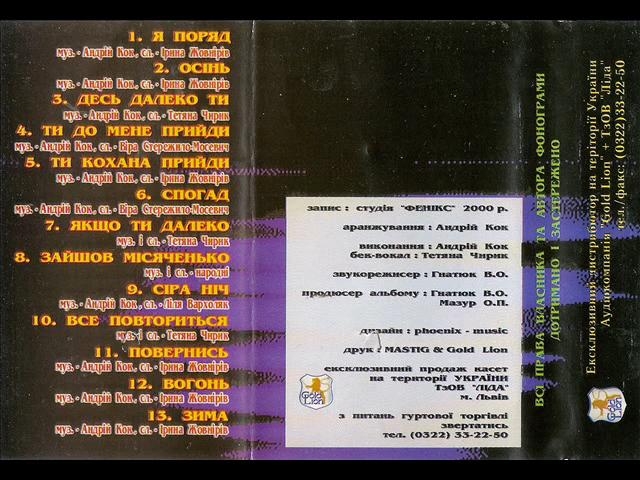 1. Я ПОРЯД
муз. - Андрій Кок, сл. - Ірина Жовнірів
2. ОСІНЬ
муз. - Андрій Кок, сл. - Ірина Жовнірів
3. ДЕСЬ ДАЛЕКО ТИ
муз. - Андрій Кок, сл. - Тетяна Чирик
4. ТИ ДО МЕНЕ ПРИЙДИ
муз. - Андрій Кок, сл. - Віра Стережило-Мосевич
5. ТИ КОХАНА ПРИЙДИ
муз. - Андрій Кок, сл. - Ірина Жовнірів
6. СПОГАД
муз. - Андрій Кок, сл. - Віра Стережило-Мосевич
7. ЯКЩО ТИ ДАЛЕКО
муз. і сл. - Тетяна Чирик
8. ЗАЙШОВ МІСЯЧЕНЬКО
муз. і сл. - народні
9. СІРА НІЧ
муз. - Андрій Кок, сл. - Ліля Вархоляк
10. ВСЕ ПОВТОРИТЬСЯ
муз. і сл. - Тетяна Чирик
11. ПОВЕРНИСЬ
муз. - Андрій Кок, сл. - Ірина Жовнірів
12. ВОГОНЬ
муз. - Андрій Кок, сл. - Ірина Жовнірів
13. ЗИМА
муз. - Андрій Кок, сл. - Ірина Жовнірів
запис : студія "ФЕНІКС" 2000 р.
аранжування : Андрій Кок
виконання : Андрій Кок
бек-вокал : Тетяна Чирик
звукорежисер : Гнатюк В.О.
продюсер альбому : Гнатюк В.О.
Мазур О.П.
дизайн : phoenix - music
друк : MASTIG & Gold Lion
ексклюзивний продаж касет
на території УКРАЇНИ
ТзОВ "ЛІДА"
м. Львів
з питань гуртової торгівлі
звертатись
тел. (0322) 33-22-50
Gold Lion
ВСІ ПРАВА ВЛАСНИКА ТА АВТОРА ФОНОГРАМИ
ДОТРИМАНО І ЗАСТЕРЕЖЕНО
Ексклюзивний дистрибютор на території України
Аудіокомпанія "Gold Lion" + ТзОВ "Ліда"
тел./факс: (0322)33-22-50
Gold Lion